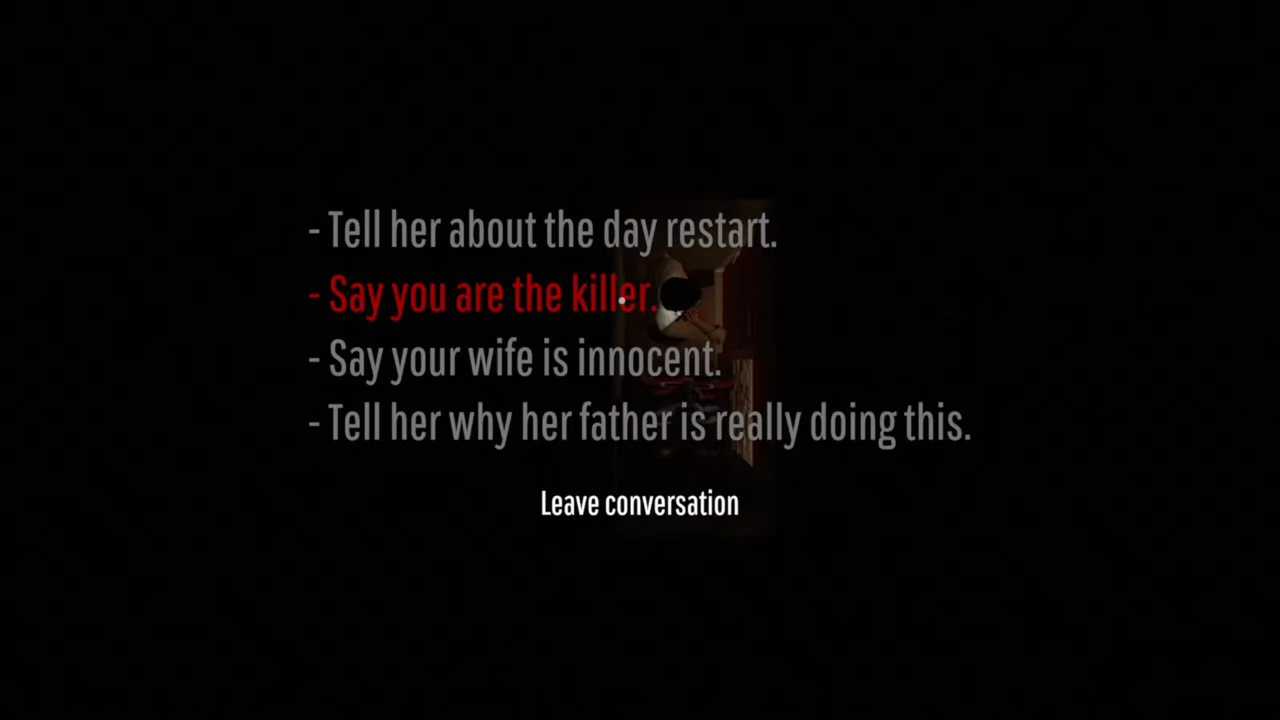 - Tell her about the day restart.
- Say you are the killer.
- Say your wife is innocent.
- Tell her why her father is really doing this.
Leave conversation